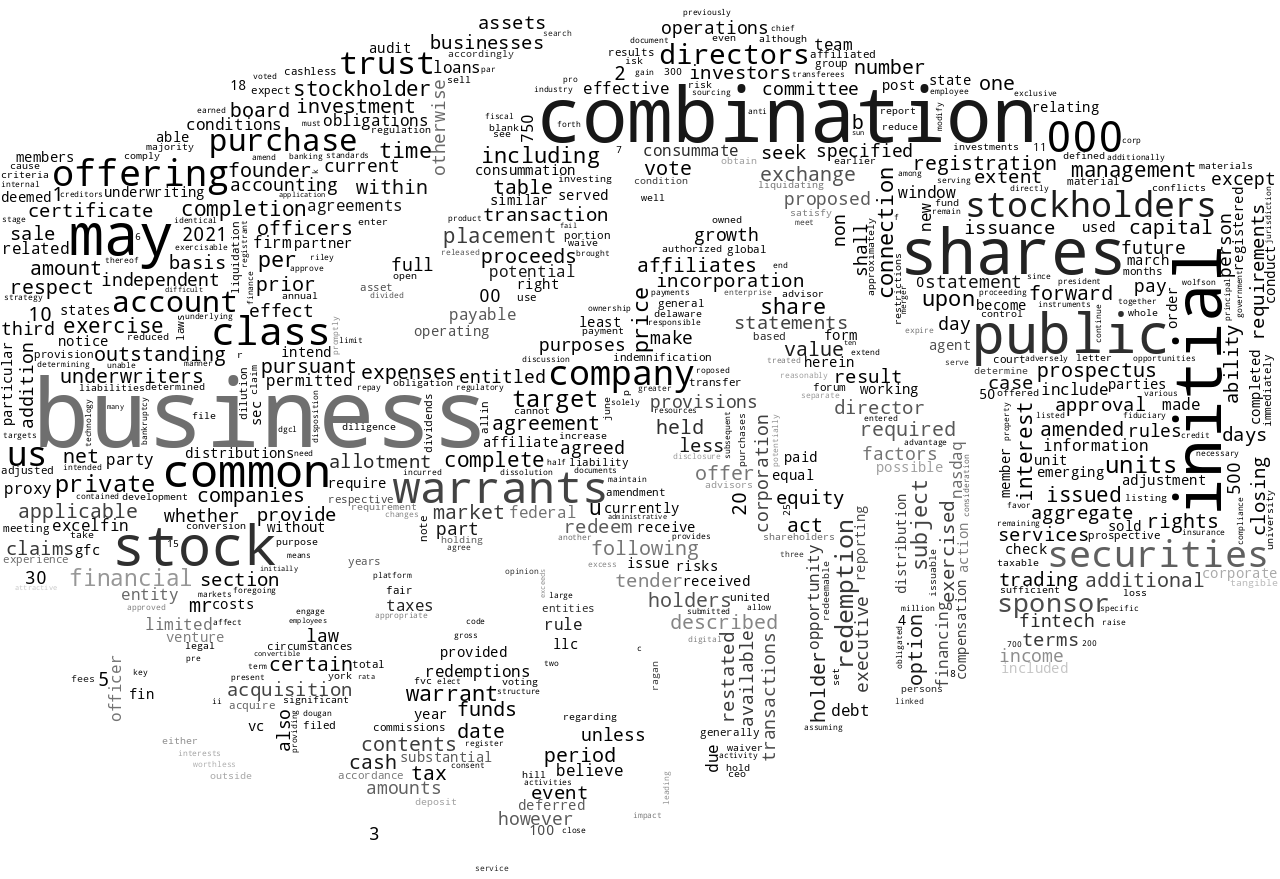 previously
assets
search
operations
chief
businesses
document
even
although
audit
accordingly
results
directors
team
affiliated
trust
isk
group
18
voted
cashless
loans
par
2
gain
300
investors
transferees
number
expect
stockholder
sell
pro
risk
post
state
one
employee
exclusive
industry
effective
sourcing
committee
earned
board
investment
otherwise
fiscal
750
combination
anti
b
sun
report
reduce
modify
relating
conditions
must
obligations
regulation
blank
see
forth
000
corp
able
majority
purchase
time
7
consummate
seek
specified
11
investments
members
comply
amend
banking
standards
including
obtain
earlier
among
registration
defined
additionally
cause
criteria
internal
offering
founder
k
current
consummation
vote
exchange
serving
extent
material
management
materials
deemed
1
creditors
underwriting
accounting
application
within
table
investing
condition
liquidating
window
directly
conflicts
except
stage
certificate
completion
agreements
similar
served
well
proposed
connection
new
fund
remain
stockholders
person
registered
jurisdiction
sale
may
6
identical
2021
officers
enter
product
transaction
fail
owned
satisfy
meet
non
shall
f
issuance
used
capital
related
thereof
exercisable
registrant
firm
partner
placement
portion
waive
growth
approximately
shares
future
march
months
principal
government
requirements
amount
independent
basis
liquidation
per
riley
approve
full
open
released
proceeds
brought
authorized
global
affiliates
end
restrictions
merger
since
president
initial
wolfson
conduct
respect
difficult
finance
prior
annual
asset
divided
potential
right
use
incorporation
enterprise
advisor
0
statement
proceeding
forward
pay
together
order
strategy
10
states
account
underlying
effect
00
payable
ownership
price
payments
general
delaware
share
upon
become
control
instruments
whole
third
exercise
laws
class
promptly
limit
operating
least
payment
responsible
make
statements
based
form
expire
day
public
continue
ability
completed
immediately
particular
addition
notice
reduced
outstanding
r
intend
purposes
indemnification
value
ten
extend
agent
court
adversely
letter
opportunities
provision
determining
unable
manner
pursuant
expenses
discussion
company
p
roposed
transfer
treated
herein
serve
determine
prospectus
underwriters
liabilities
determined
dilution
sec
claim
permitted
repay
obligation
entitled
regulatory
greater
reasonably
separate
forum
result
working
case
50
offered
include
parties
various
targets
business
technology
many
bankruptcy
file
dgcl
disposition
diligence
dividends
allin
target
cannot
june
solely
resources
provisions
director
property
interest
listed
approval
fiduciary
made
us
adjusted
net
intended
party
distributions
need
agreement
affiliate
increase
agreed
held
less
disclosure
subsequent
purchases
corporation
potentially
required
entered
advantage
amended
rules
credit
days
information
proxy
private
common
allotment
incurred
complete
dissolution
half
liability
documents
offer
advisors
paid
equal
factors
possible
nasdaq
consideration
member
unit
emerging
units
necessary
adjustment
500
closing
contained
development
companies
require
respective
warrants
maintain
amendment
20
equity
25
subject
favor
issued
listing
applicable
whether
provide
requirement
changes
market
federal
u
currently
administrative
act
shareholders
distribution
issuable
exercised
action
remaining
aggregate
sold
rights
compliance
university
meeting
take
excelfin
conversion
without
note
part
holding
agree
redeem
another
receive
provides
three
redemption
reporting
services
prospective
insurance
claims
gfc
stock
15
purpose
means
following
excess
issue
risks
check
taxable
securities
experience
initially
years
opinion
exceeds
tender
received
opportunity
redeemable
executive
financing
compensation
corporate
tangible
30
attractive
financial
section
markets
foregoing
platform
fair
large
holders
united
submitted
allow
million
obligated
4
option
trading
sufficient
additional
loss
entity
approved
mr
costs
engage
employees
taxes
appropriate
entities
described
digital
sponsor
specific
limited
venture
affect
law
circumstances
code
rule
fintech
raise
legal
pre
convertible
gross
provided
llc
c
restated
available
transactions
holder
set
8
700
terms
200
officer
fees
5
key
fin
term
certain
total
present
york
rata
redemptions
two
ragan
persons
linked
income
included
ii
acquisition
acquire
significant
fvc
elect
voting
warrant
structure
debt
assuming
vc
also
dougan
providing
filed
year
funds
commissions
date
regarding
unless
generally
either
interests
worthless
outside
contents
register
cash
substantial
consent
period
due
waiver
activity
hold
ceo
accordance
tax
hill
activities
believe
amounts
deposit
event
deferred
leading
however
impact
3
100
close
service